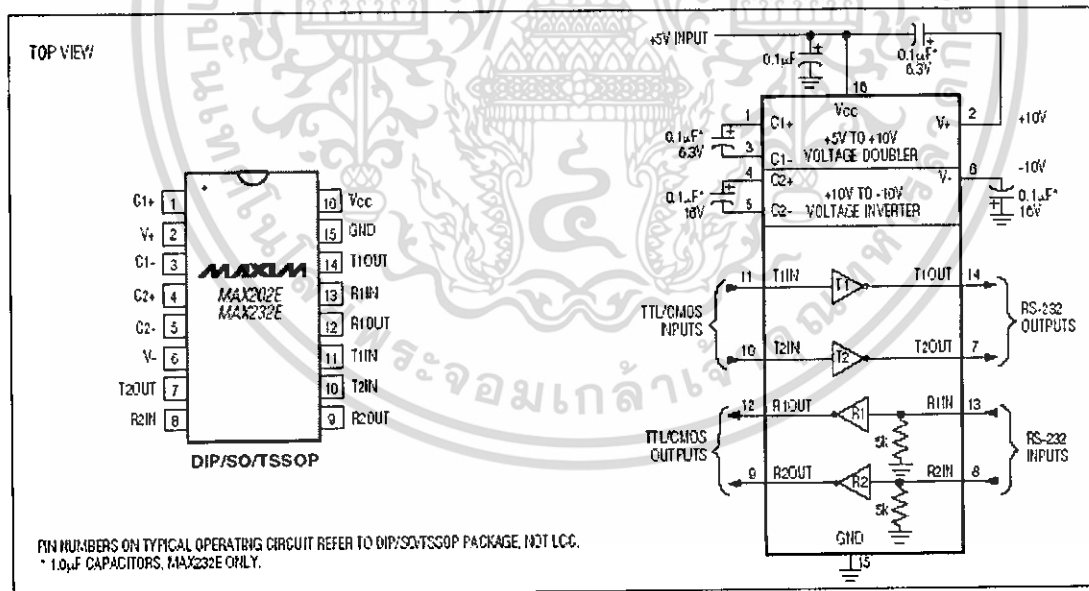 TOP VIEW
C1+ 1
V+ 2
C1- 3
C2+ 4
C2- 5
V- 6
T2OUT 7
R2IN 8
16 Vcc
15 GND
14 T1OUT
13 R1IN
12 R1OUT
11 T1IN
10 T2IN
9 R2OUT
MAXIM
MAX202E
MAX232E
DIP/SO/TSSOP
+5V INPUT
0.1µF
0.1µF*
6.3V
16
Vcc
1 C1+
3 C1-
0.1µF*
6.3V
+5V TO +10V
VOLTAGE DOUBLER
V+ 2 +10V
4 C2+
5 C2-
0.1µF*
16V
+10V TO -10V
VOLTAGE INVERTER
V- 6 -10V
0.1µF*
16V
TTL/CMOS
INPUTS
11 T1IN T1 T1OUT 14
10 T2IN T2 T2OUT 7
RS-232
OUTPUTS
TTL/CMOS
OUTPUTS
12 R1OUT R1 R1IN 13
5k
9 R2OUT R2 R2IN 8
5k
RS-232
INPUTS
GND
15
PIN NUMBERS ON TYPICAL OPERATING CIRCUIT REFER TO DIP/SO/TSSOP PACKAGE, NOT LCC.
* 1.0µF CAPACITORS, MAX232E ONLY.